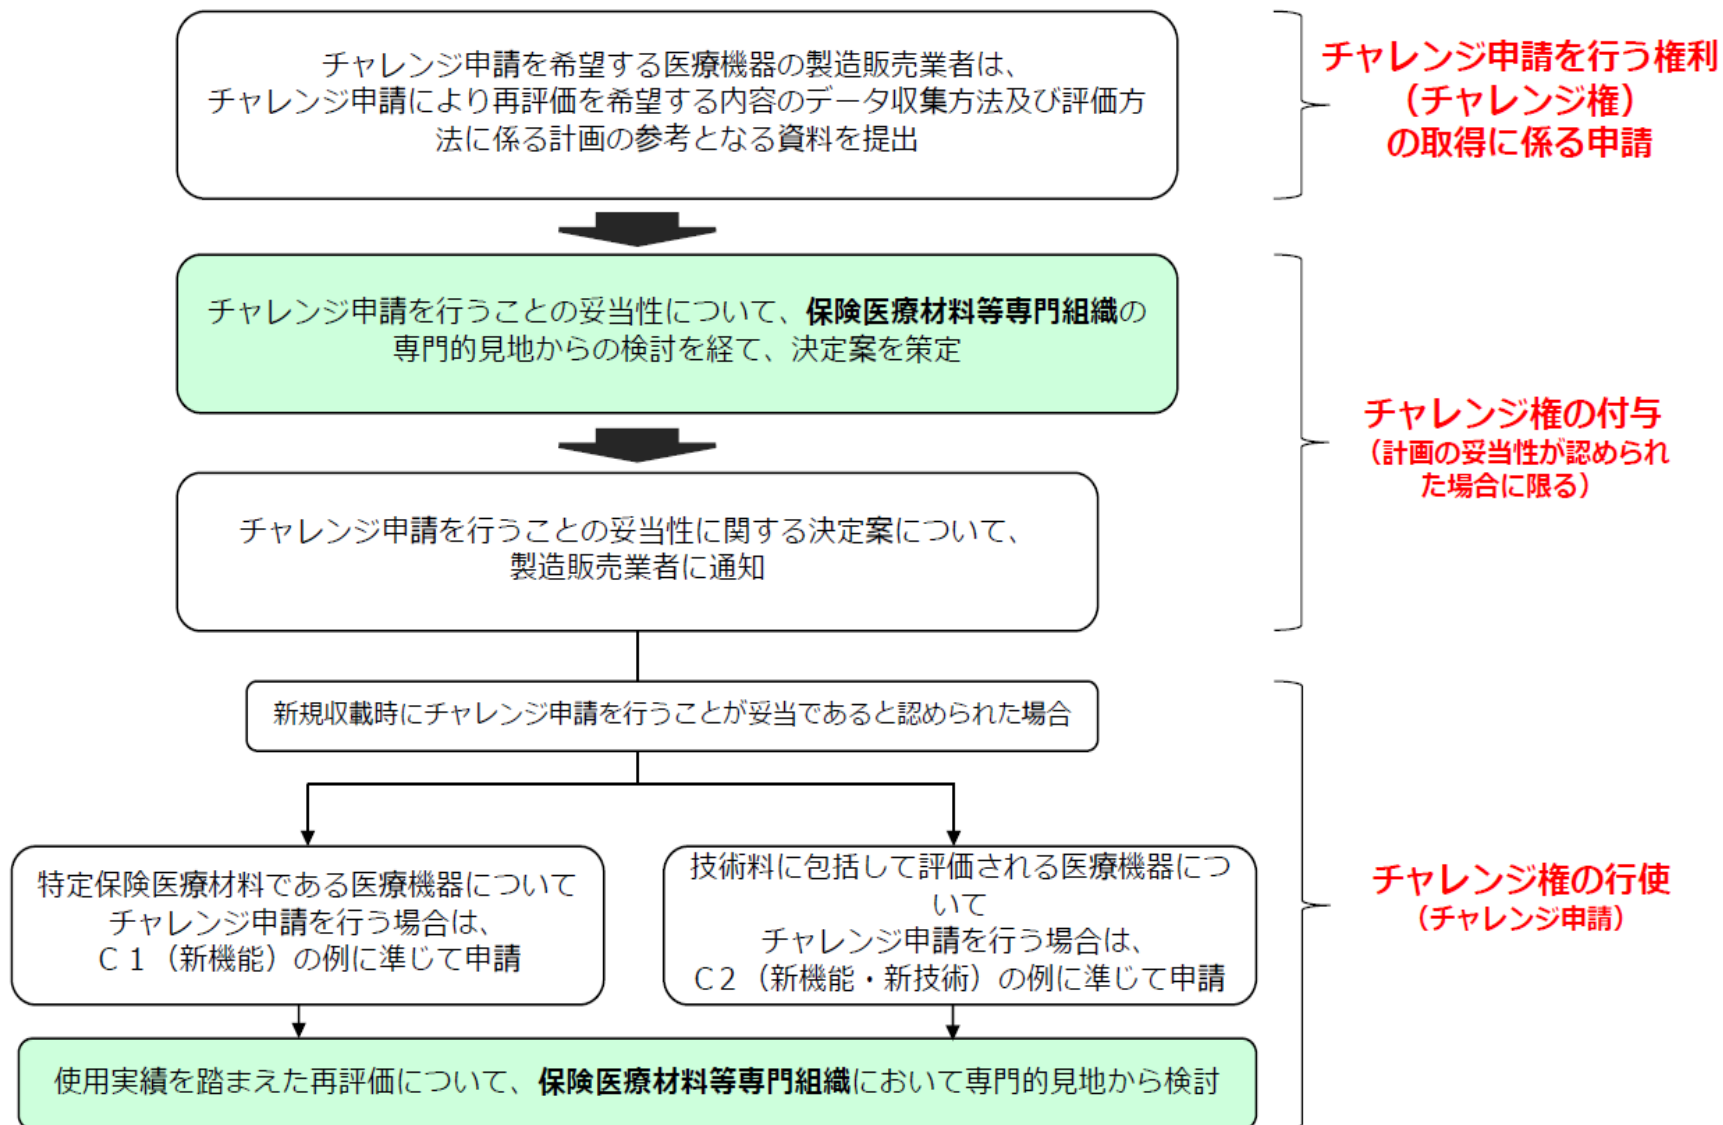 チャレンジ申請を希望する医療機器の製造販売業者は、
チャレンジ申請により再評価を希望する内容のデータ収集方法及び評価方
法に係る計画の参考となる資料を提出
チャレンジ申請を行う権利
（チャレンジ権）
の取得に係る申請
チャレンジ申請を行うことの妥当性について、保険医療材料等専門組織の
専門的見地からの検討を経て、決定案を策定
チャレンジ権の付与
（計画の妥当性が認められ
た場合に限る）
チャレンジ申請を行うことの妥当性に関する決定案について、
製造販売業者に通知
新規収載時にチャレンジ申請を行うことが妥当であると認められた場合
特定保険医療材料である医療機器について
チャレンジ申請を行う場合は、
Ｃ１（新機能）の例に準じて申請
技術料に包括して評価される医療機器につ
いて
チャレンジ申請を行う場合は、
Ｃ２（新機能・新技術）の例に準じて申請
チャレンジ権の行使
（チャレンジ申請）
使用実績を踏まえた再評価について、保険医療材料等専門組織において専門的見地から検討